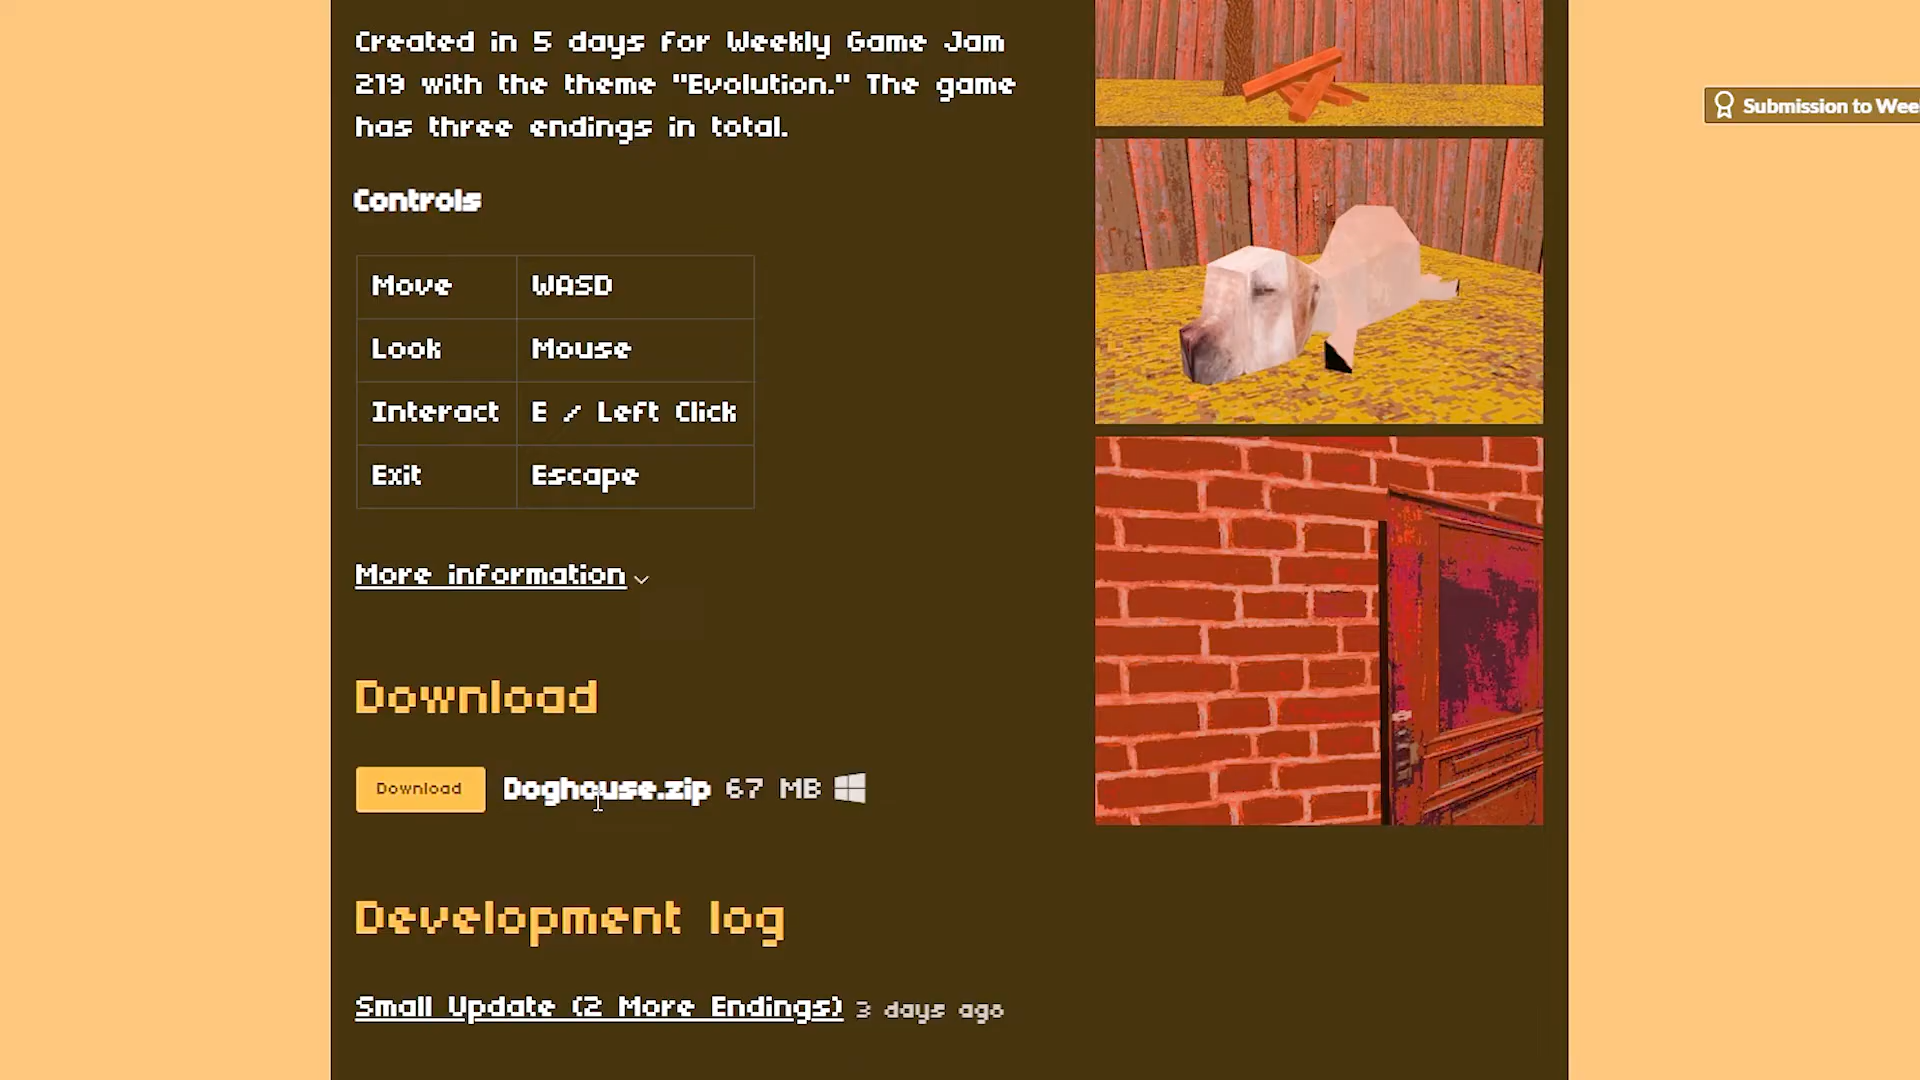 Created in 5 days for Weekly Game Jam
219 with the theme "Evolution." The game
has three endings in total.
Submission to Wee
Controls
Move WASD
Look Mouse
Interact E / Left Click
Exit Escape
More information
Download
Download Doghouse.zip 67 MB
Development log
Small Update (2 More Endings) 3 days ago